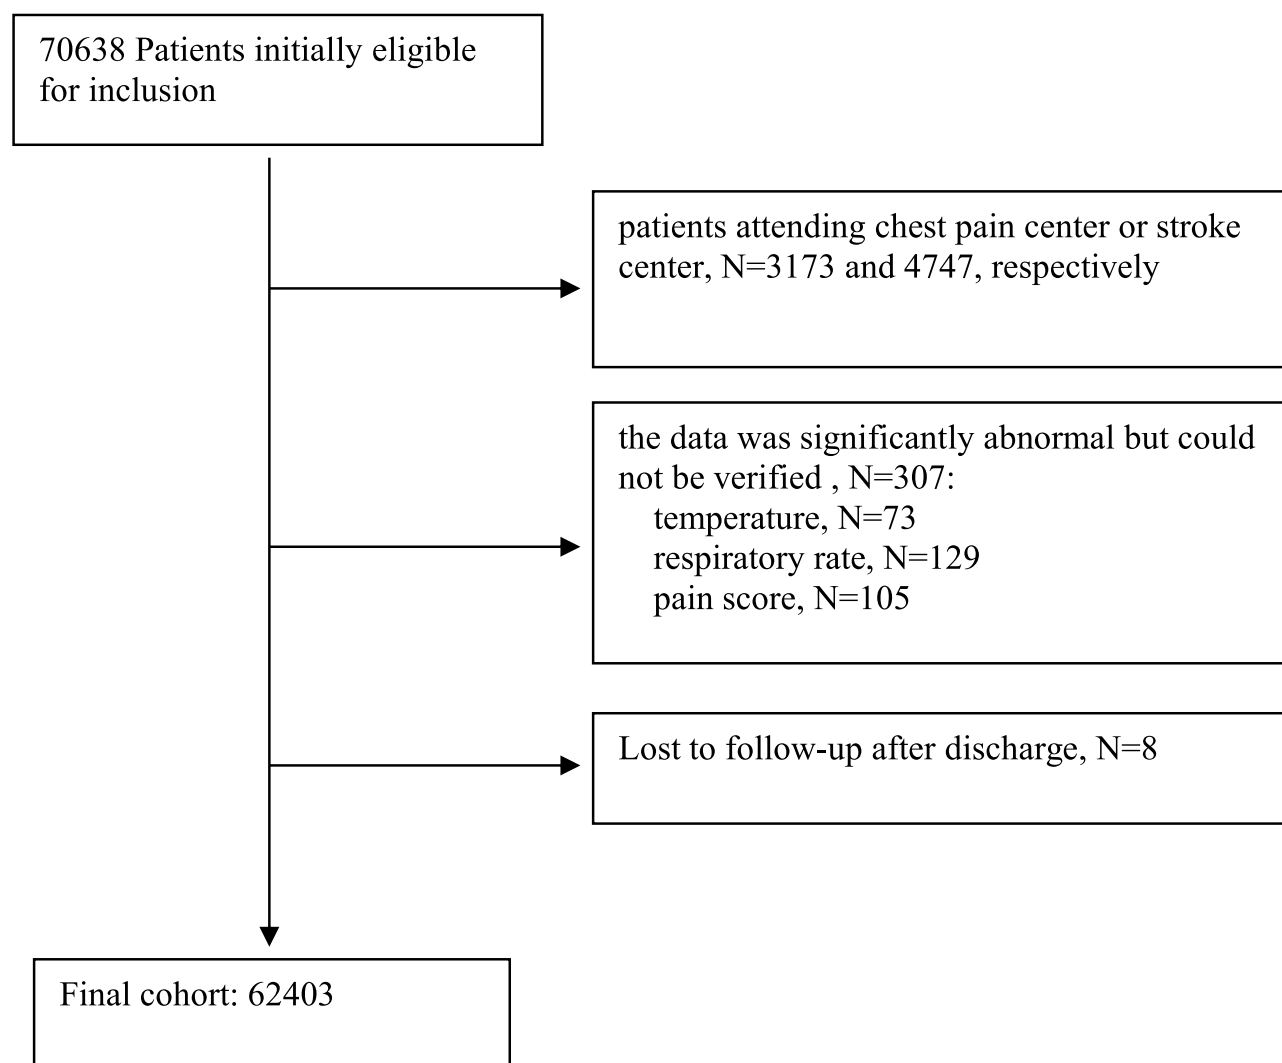 70638 Patients initially eligible
for inclusion
patients attending chest pain center or stroke
center, N=3173 and 4747, respectively
the data was significantly abnormal but could
not be verified , N=307:
temperature, N=73
respiratory rate, N=129
pain score, N=105
Lost to follow-up after discharge, N=8
Final cohort: 62403